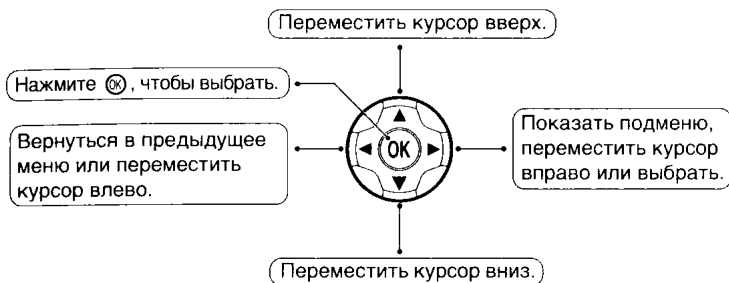 Переместить курсор вверх.
Нажмите OK, чтобы выбрать.
Вернуться в предыдущее
меню или переместить
курсор влево.
OK
Показать подменю,
переместить курсор
вправо или выбрать.
Переместить курсор вниз.